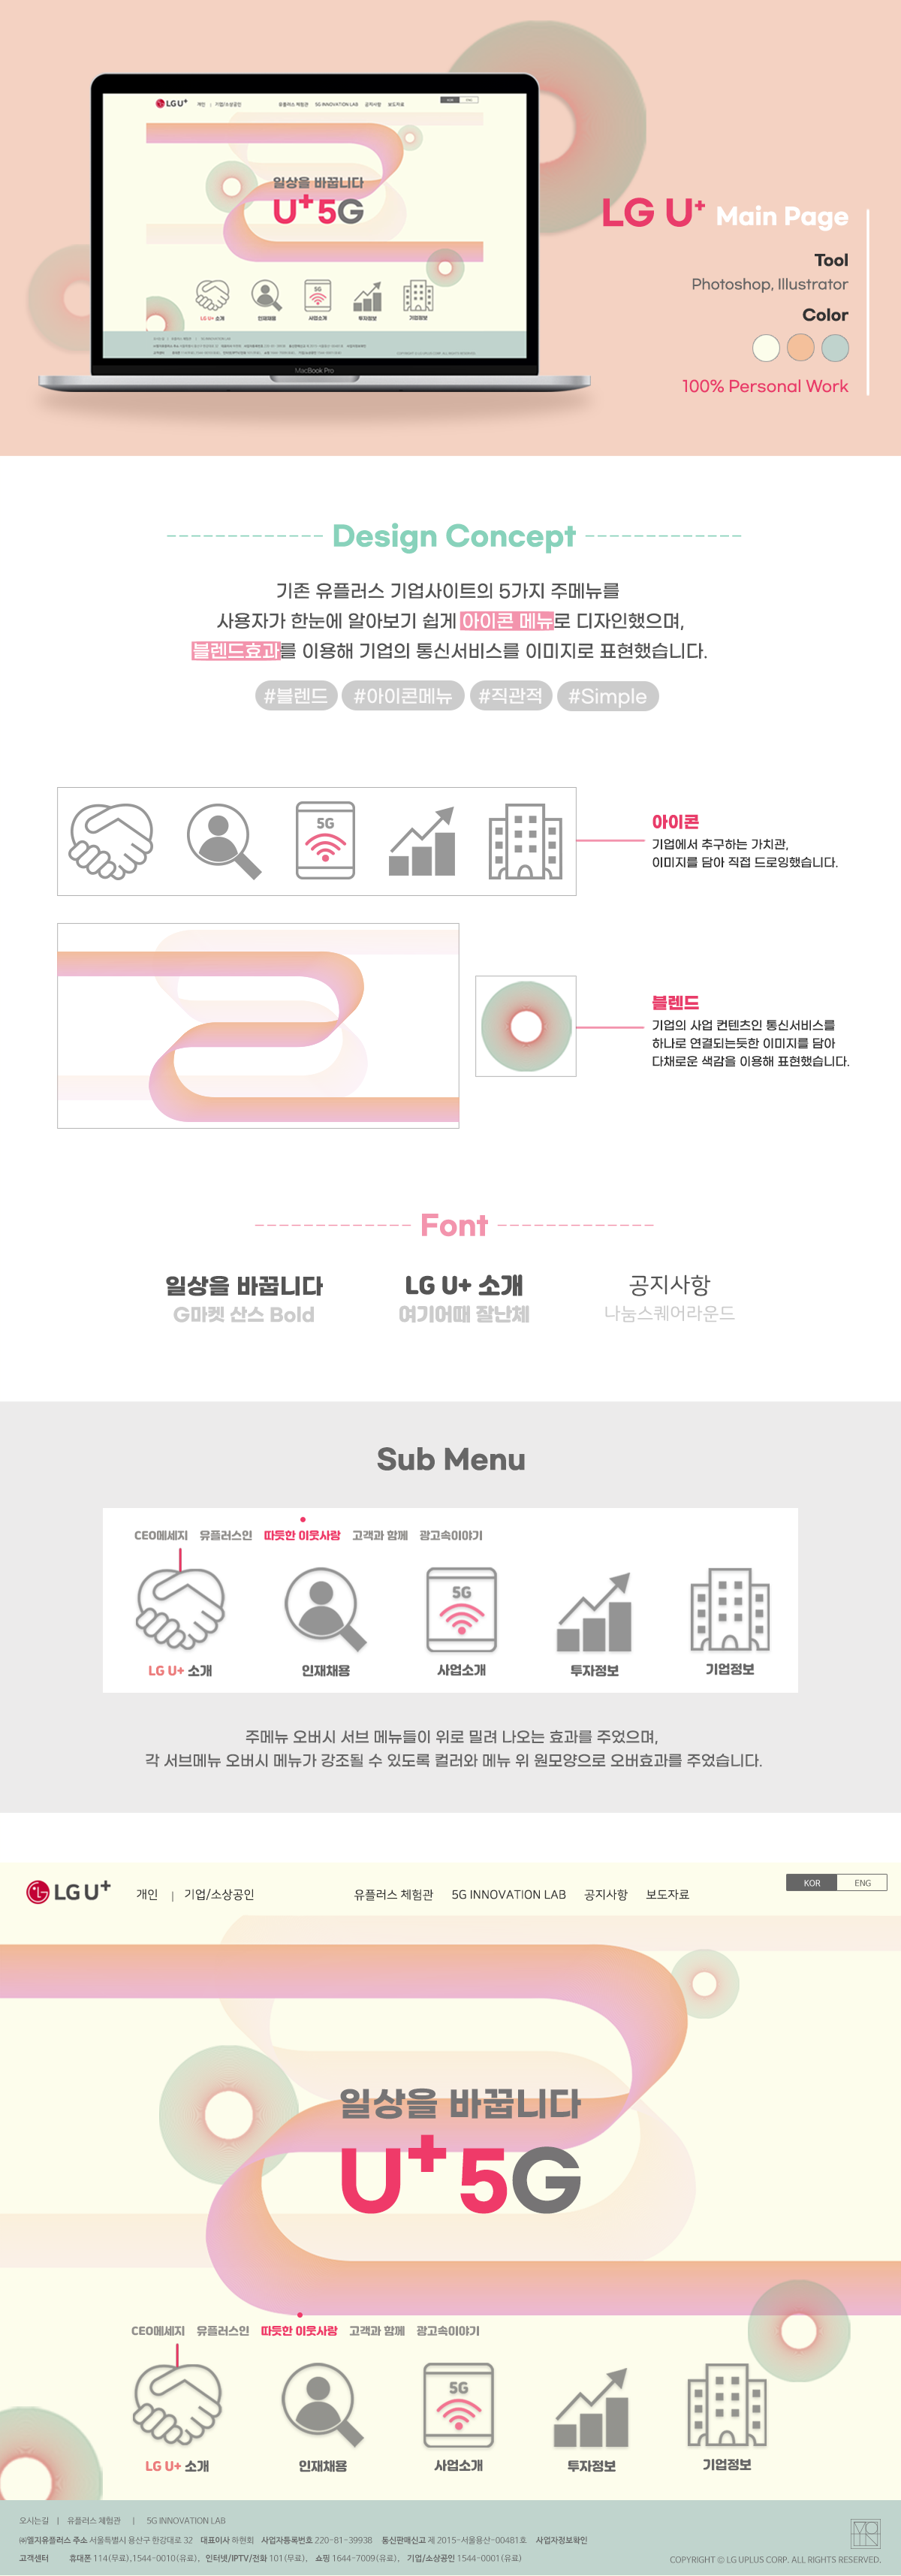 LG U+
개인 | 기업/소상공인
유플러스 체험관 5G INNOVATION LAB 공지사항 보도자료
KOR ENG
일상을 바꿉니다
U+5G
5G
LG U+ 소개 인재채용 사업소개 투자정보 기업정보
MacBook Pro
LG U+ Main Page
Tool
Photoshop, Illustrator
Color
100% Personal Work
Design Concept
기존 유플러스 기업사이트의 5가지 주메뉴를
사용자가 한눈에 알아보기 쉽게 아이콘 메뉴로 디자인했으며,
블렌드효과를 이용해 기업의 통신서비스를 이미지로 표현했습니다.
#블렌드 #아이콘메뉴 #직관적 #Simple
5G
아이콘
기업에서 추구하는 가치관,
이미지를 담아 직접 드로잉했습니다.
블렌드
기업의 사업 컨텐츠인 통신서비스를
하나로 연결되는듯한 이미지를 담아
다채로운 색감을 이용해 표현했습니다.
Font
일상을 바꿉니다
G마켓 산스 Bold
LG U+ 소개
여기어때 잘난체
공지사항
나눔스퀘어라운드
Sub Menu
CEO메세지 유플러스인 따듯한 이웃사랑 고객과 함께 광고속이야기
5G
LG U+ 소개 인재채용 사업소개 투자정보 기업정보
주메뉴 오버시 서브 메뉴들이 위로 밀려 나오는 효과를 주었으며,
각 서브메뉴 오버시 메뉴가 강조될 수 있도록 컬러와 메뉴 위 원모양으로 오버효과를 주었습니다.
LG U+ 개인 | 기업/소상공인 유플러스 체험관 5G INNOVATION LAB 공지사항 보도자료
KOR ENG
일상을 바꿉니다
U+5G
CEO메세지 유플러스인 따듯한 이웃사랑 고객과 함께 광고속이야기
5G
LG U+ 소개 인재채용 사업소개 투자정보 기업정보
오시는길 | 유플러스 체험관 | 5G INNOVATION LAB
㈜엘지유플러스 주소 서울특별시 용산구 한강대로 32 대표이사 하현회 사업자등록번호 220-81-39938 통신판매신고 제 2015-서울용산-00481호 사업자정보확인
고객센터 휴대폰 114(무료),1544-0010(유료), 인터넷/IPTV/전화 101(무료), 쇼핑 1644-7009(유료), 기업/소상공인 1544-0001(유료)
COPYRIGHT © LG UPLUS CORP. ALL RIGHTS RESERVED.